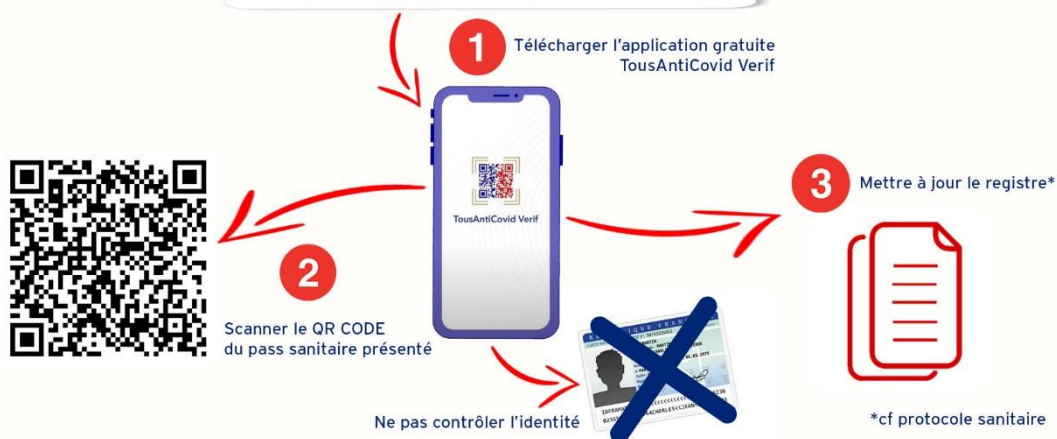 1
Télécharger l'application gratuite
TousAntiCovid Verif
TousAntiCovid Verif
2
Scanner le QR CODE
du pass sanitaire présenté
3
Mettre à jour le registre*
Ne pas contrôler l'identité
*cf protocole sanitaire